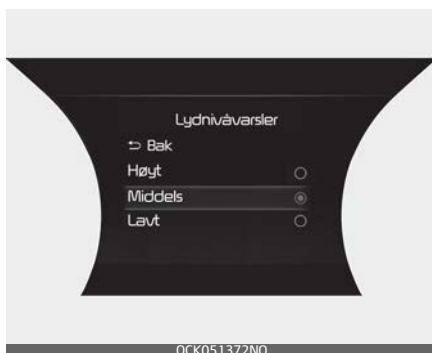 Lydnivåvarsler
⮌ Bak
Høyt
Middels
Lavt
OCK051372NO